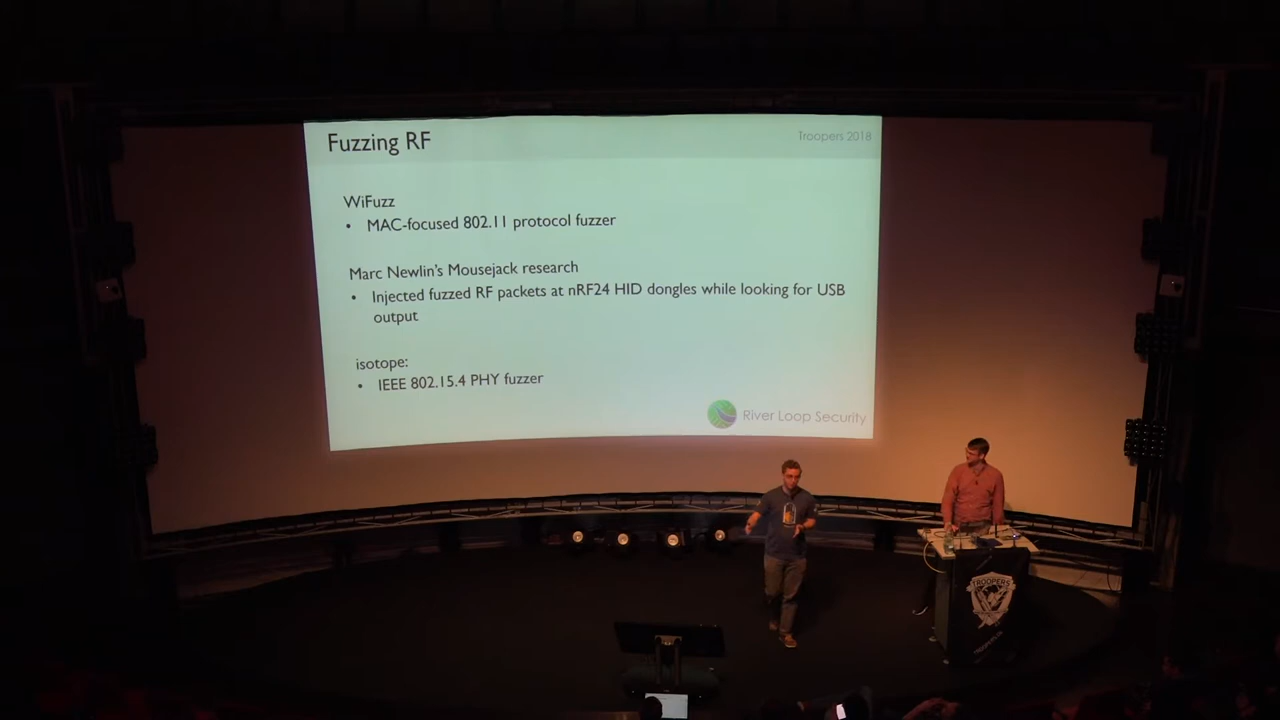 Fuzzing RF
Troopers 2018
WiFuzz
• MAC-focused 802.11 protocol fuzzer
Marc Newlin's Mousejack research
• Injected fuzzed RF packets at nRF24 HID dongles while looking for USB
output
isotope:
• IEEE 802.15.4 PHY fuzzer
River Loop Security
TROOPERS